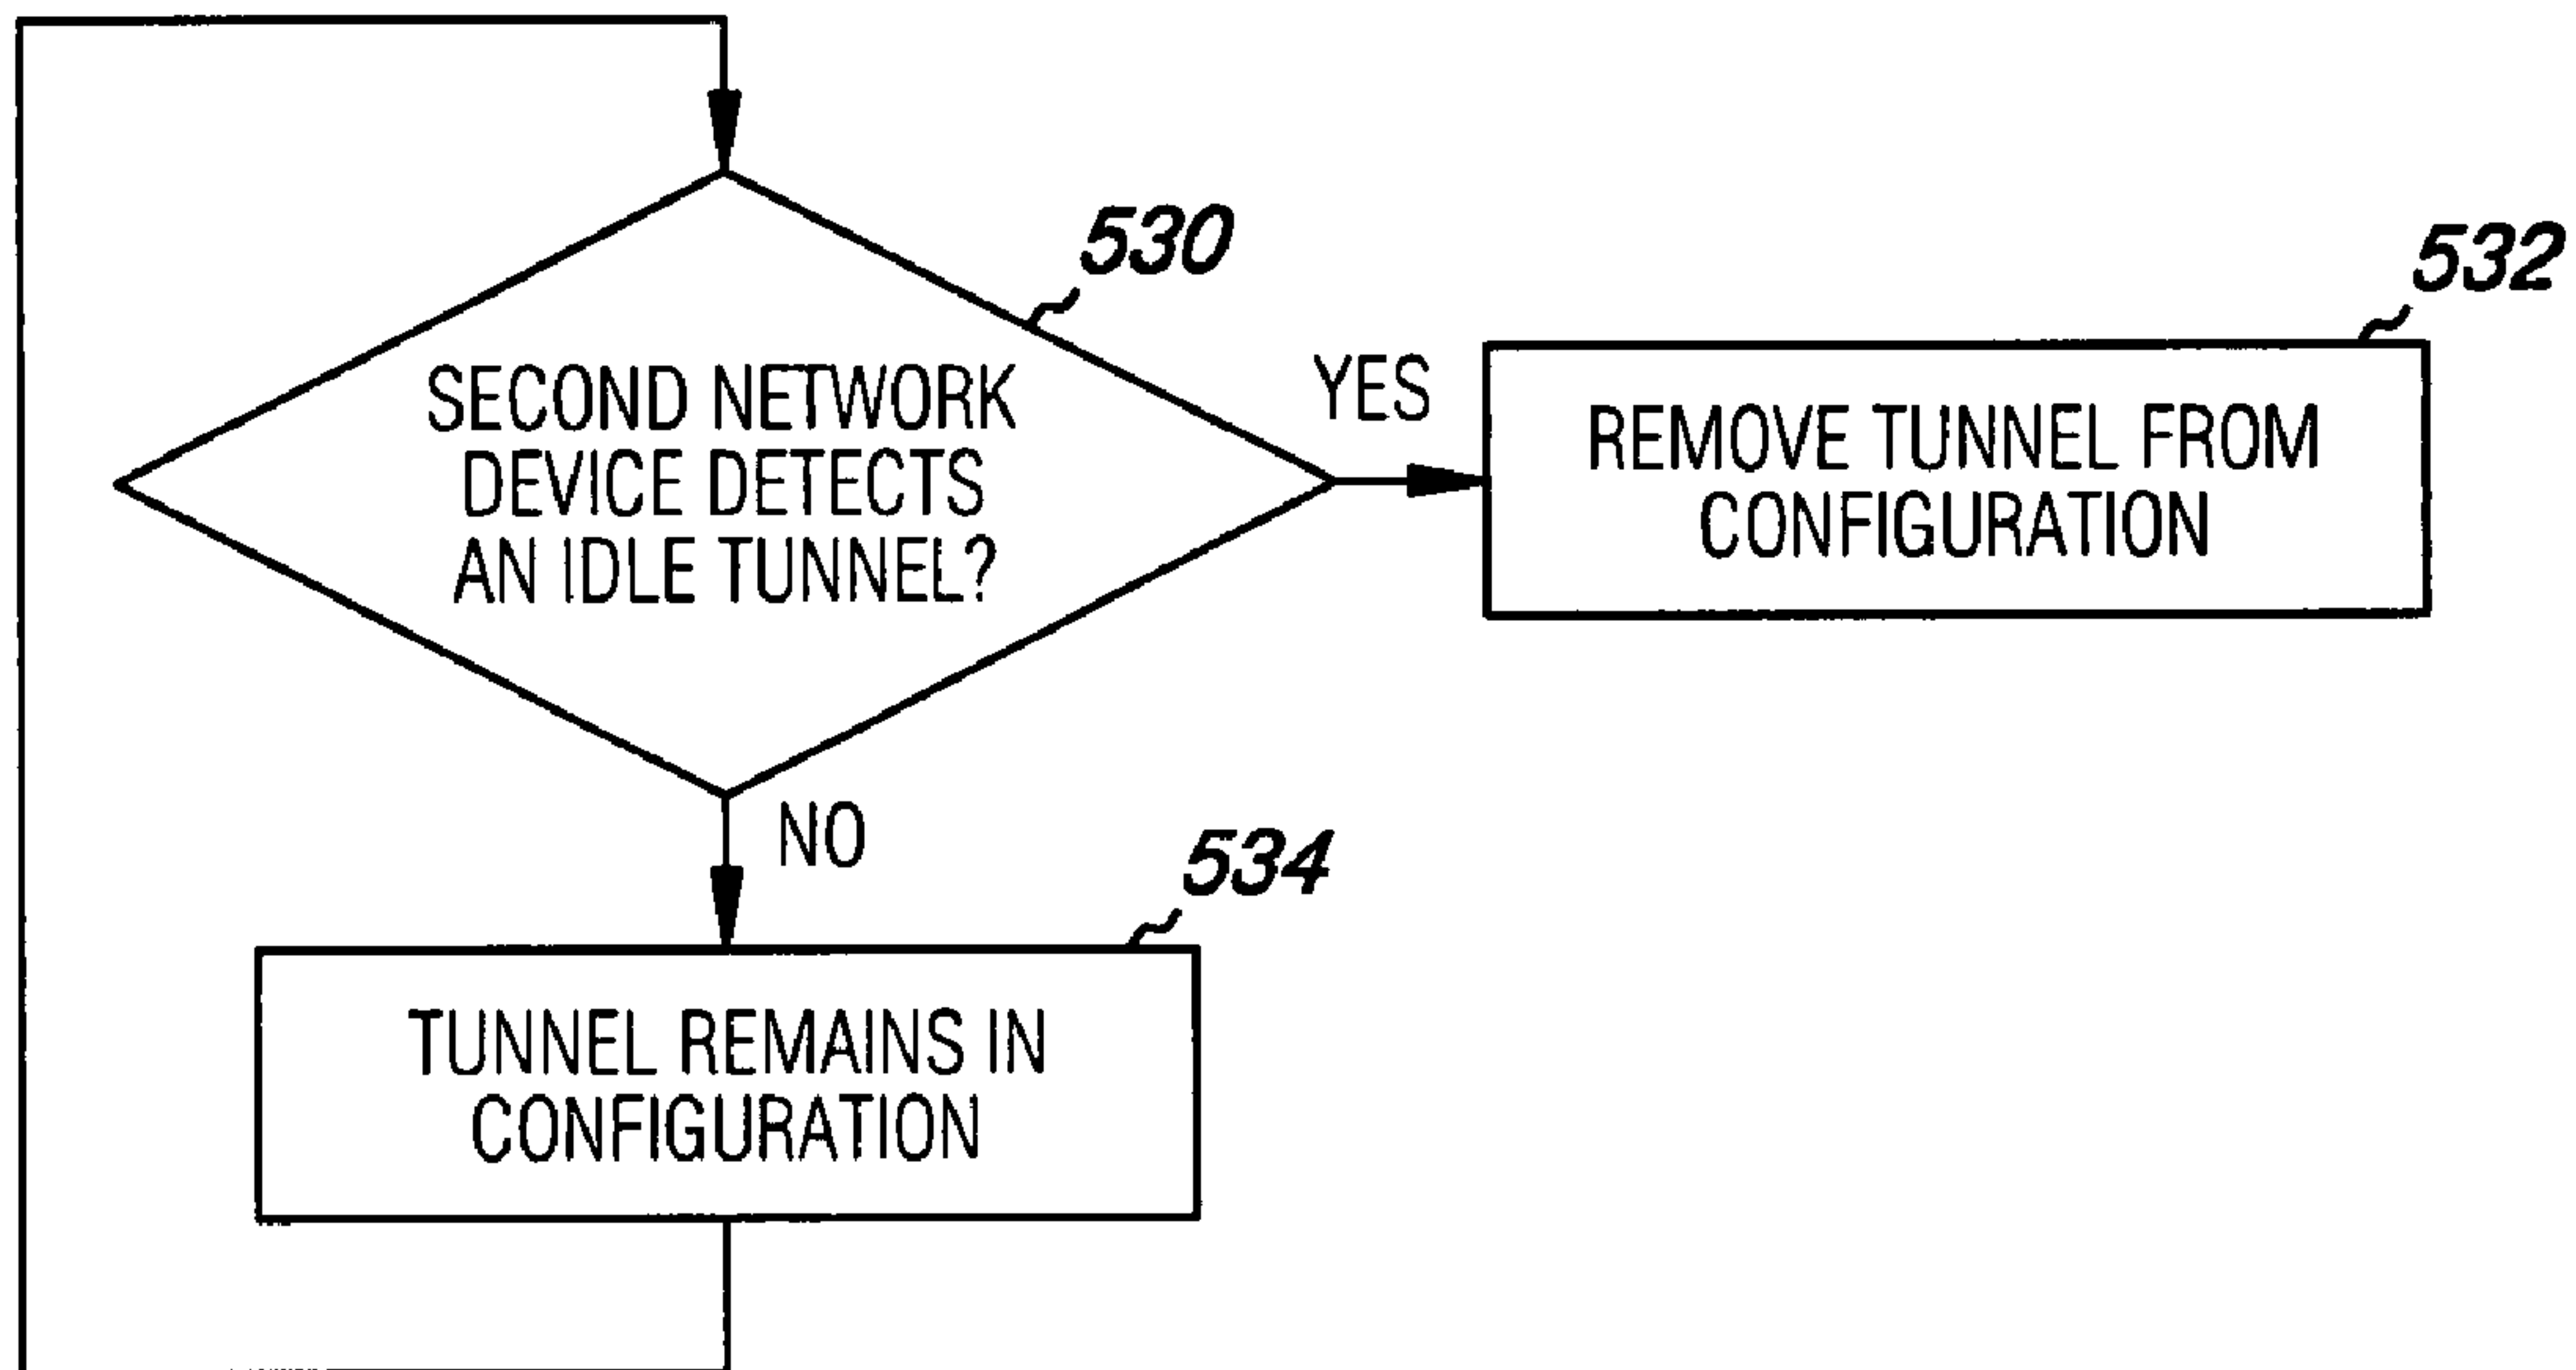 530
SECOND NETWORK
DEVICE DETECTS
AN IDLE TUNNEL?
YES
532
REMOVE TUNNEL FROM
CONFIGURATION
NO
534
TUNNEL REMAINS IN
CONFIGURATION